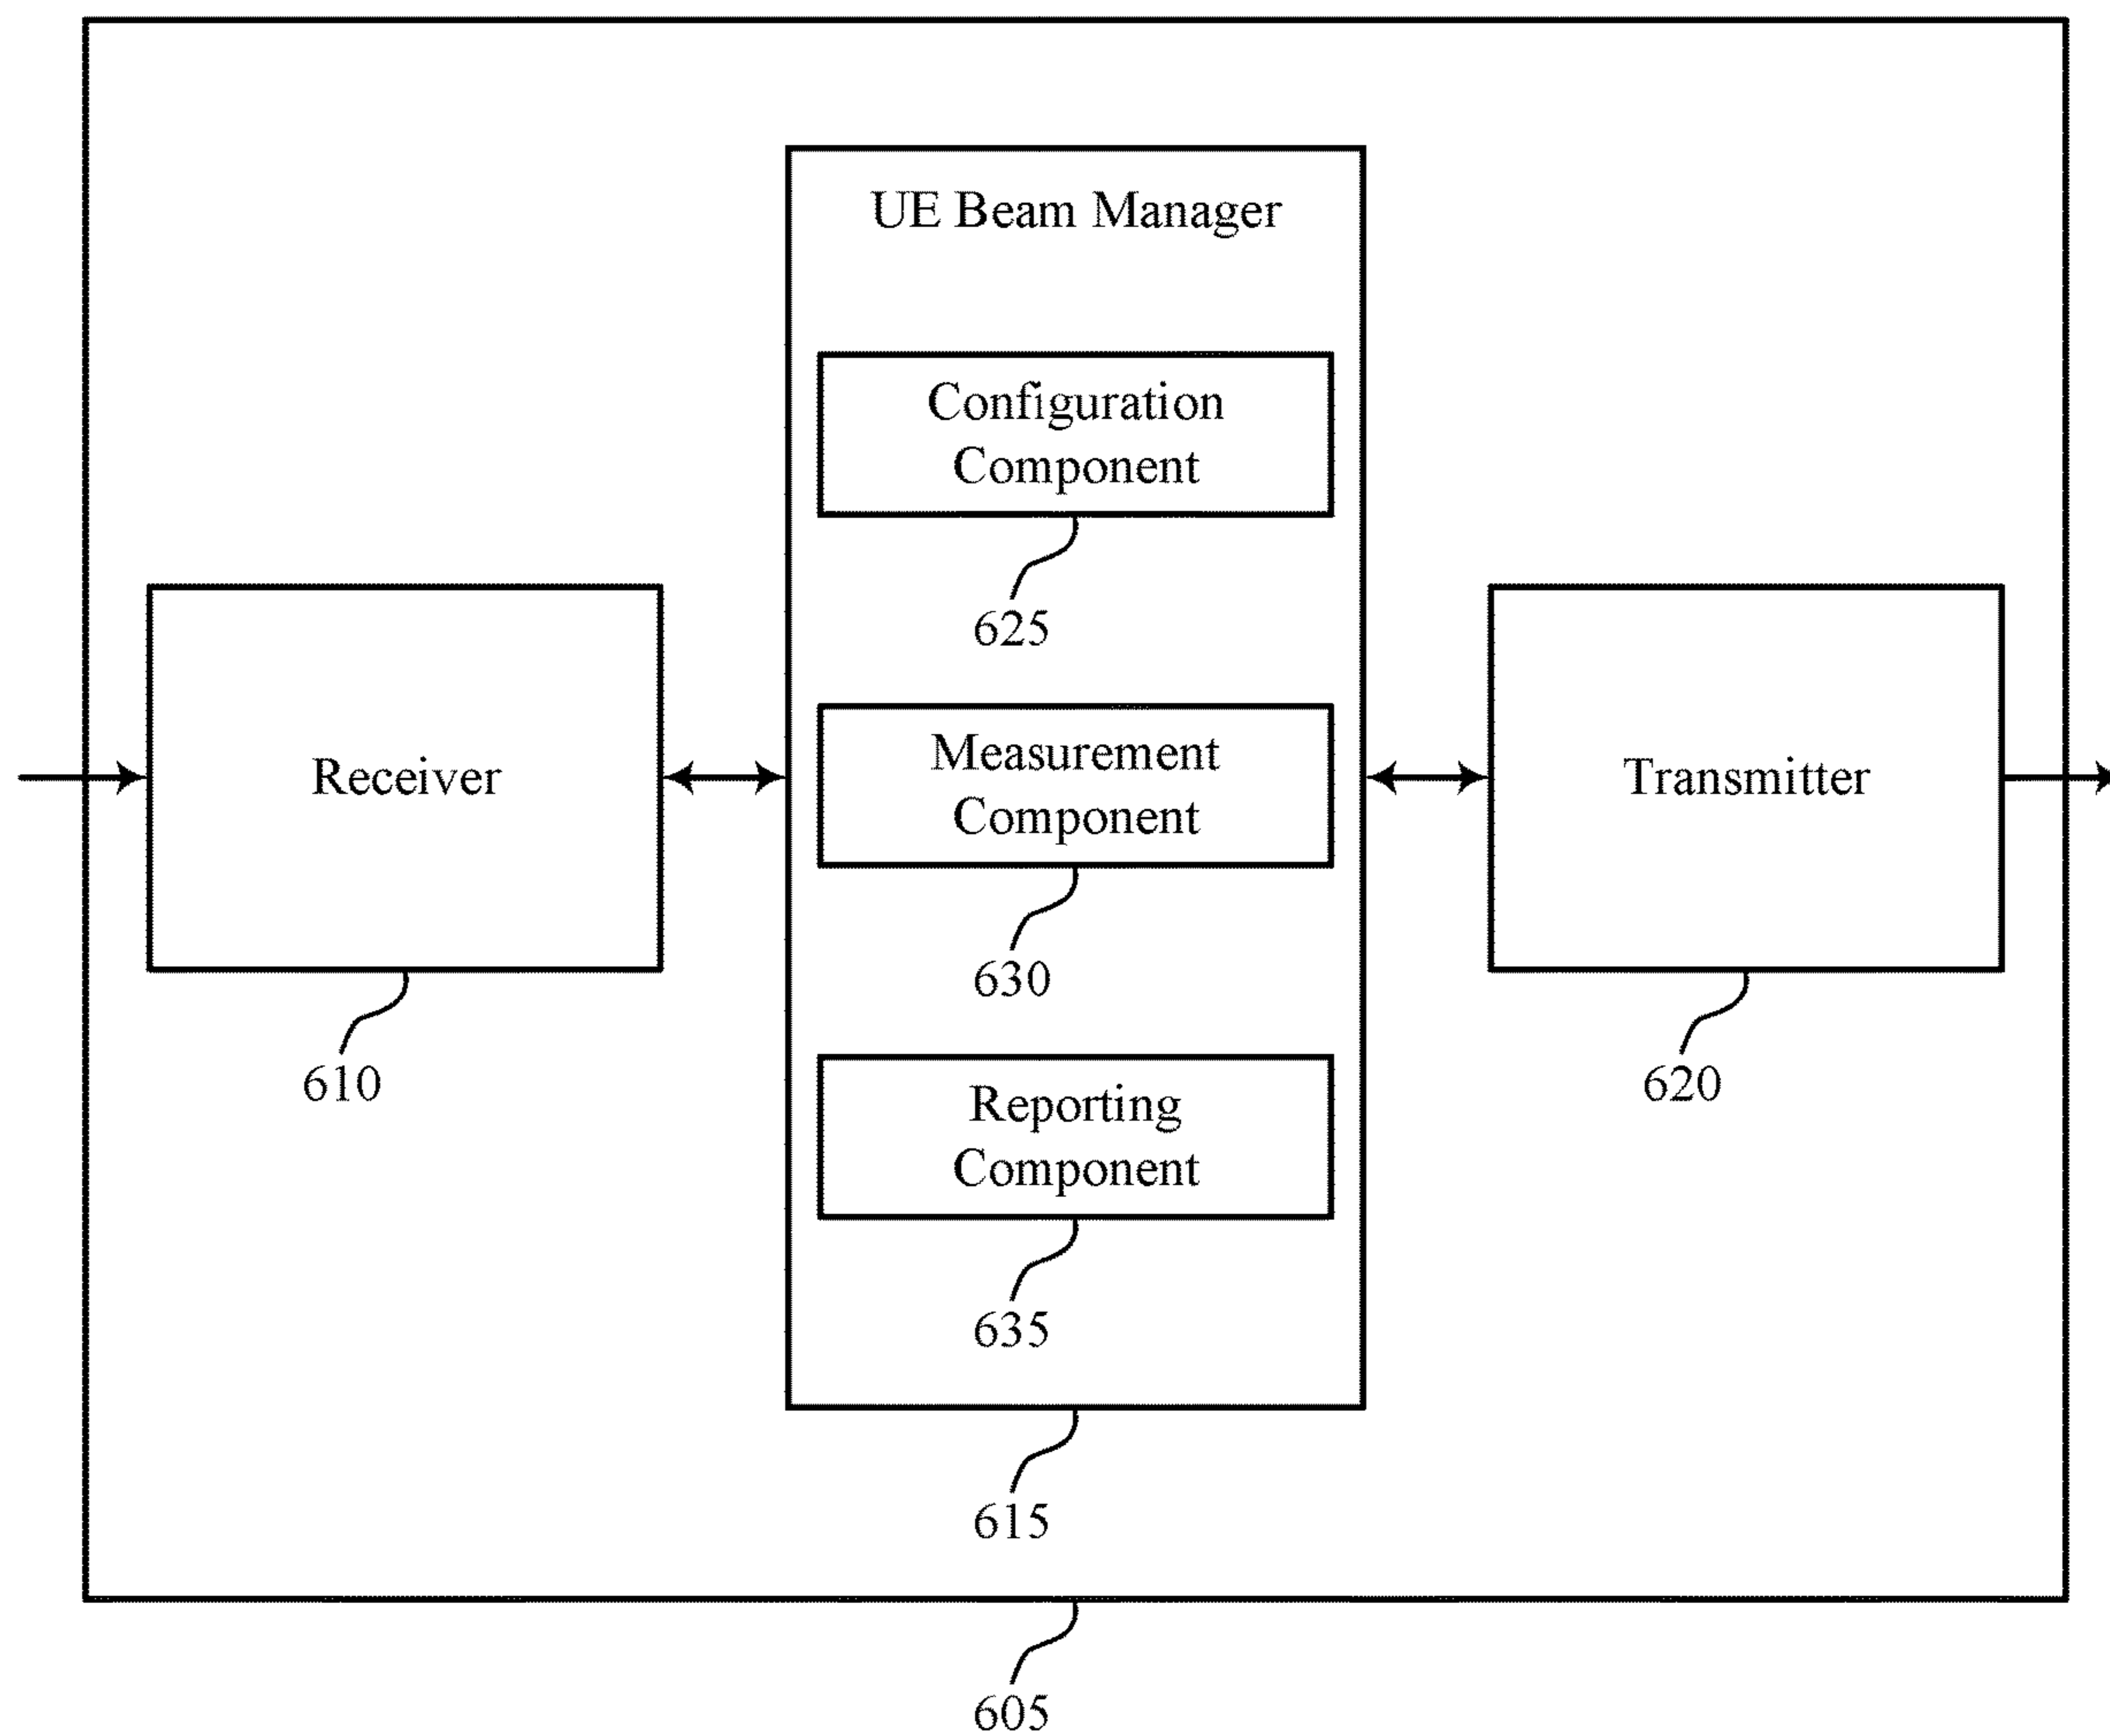 UE Beam Manager
Configuration
Component
625
Receiver
610
Measurement
Component
630
Transmitter
620
Reporting
Component
635
615
605